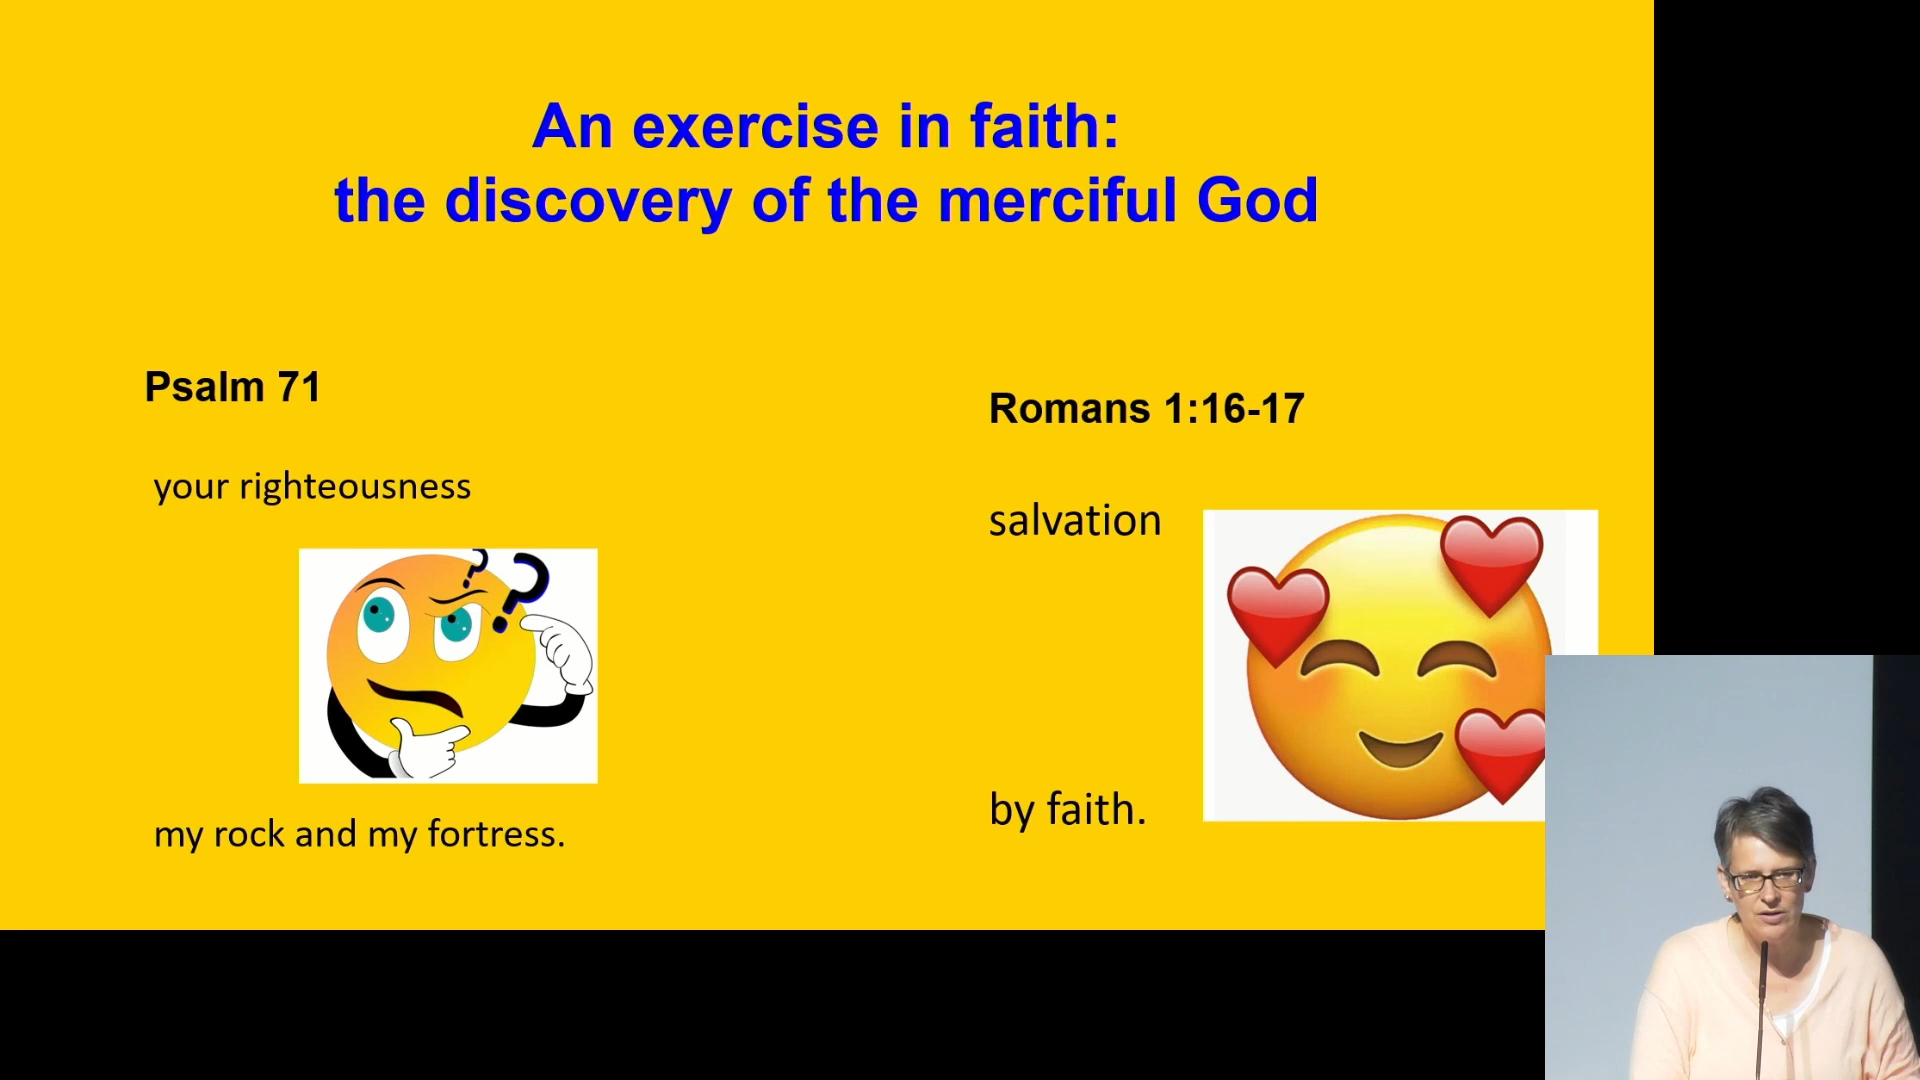 An exercise in faith:
the discovery of the merciful God
Psalm 71
your righteousness
? ?
my rock and my fortress.
Romans 1:16-17
salvation
by faith.